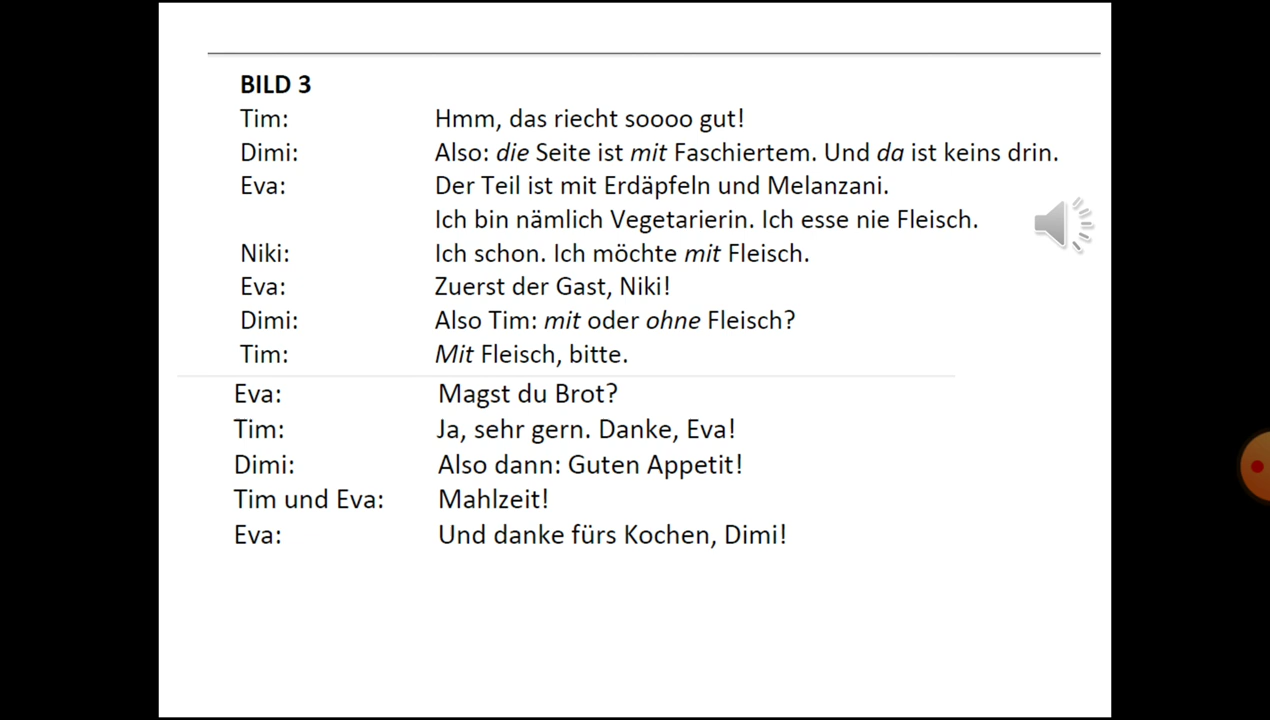 BILD 3
Tim: Hmm, das riecht soooo gut!
Dimi: Also: die Seite ist mit Faschiertem. Und da ist keins drin.
Eva: Der Teil ist mit Erdäpfeln und Melanzani.
Ich bin nämlich Vegetarierin. Ich esse nie Fleisch.
Niki: Ich schon. Ich möchte mit Fleisch.
Eva: Zuerst der Gast, Niki!
Dimi: Also Tim: mit oder ohne Fleisch?
Tim: Mit Fleisch, bitte.
Eva: Magst du Brot?
Tim: Ja, sehr gern. Danke, Eva!
Dimi: Also dann: Guten Appetit!
Tim und Eva: Mahlzeit!
Eva: Und danke fürs Kochen, Dimi!